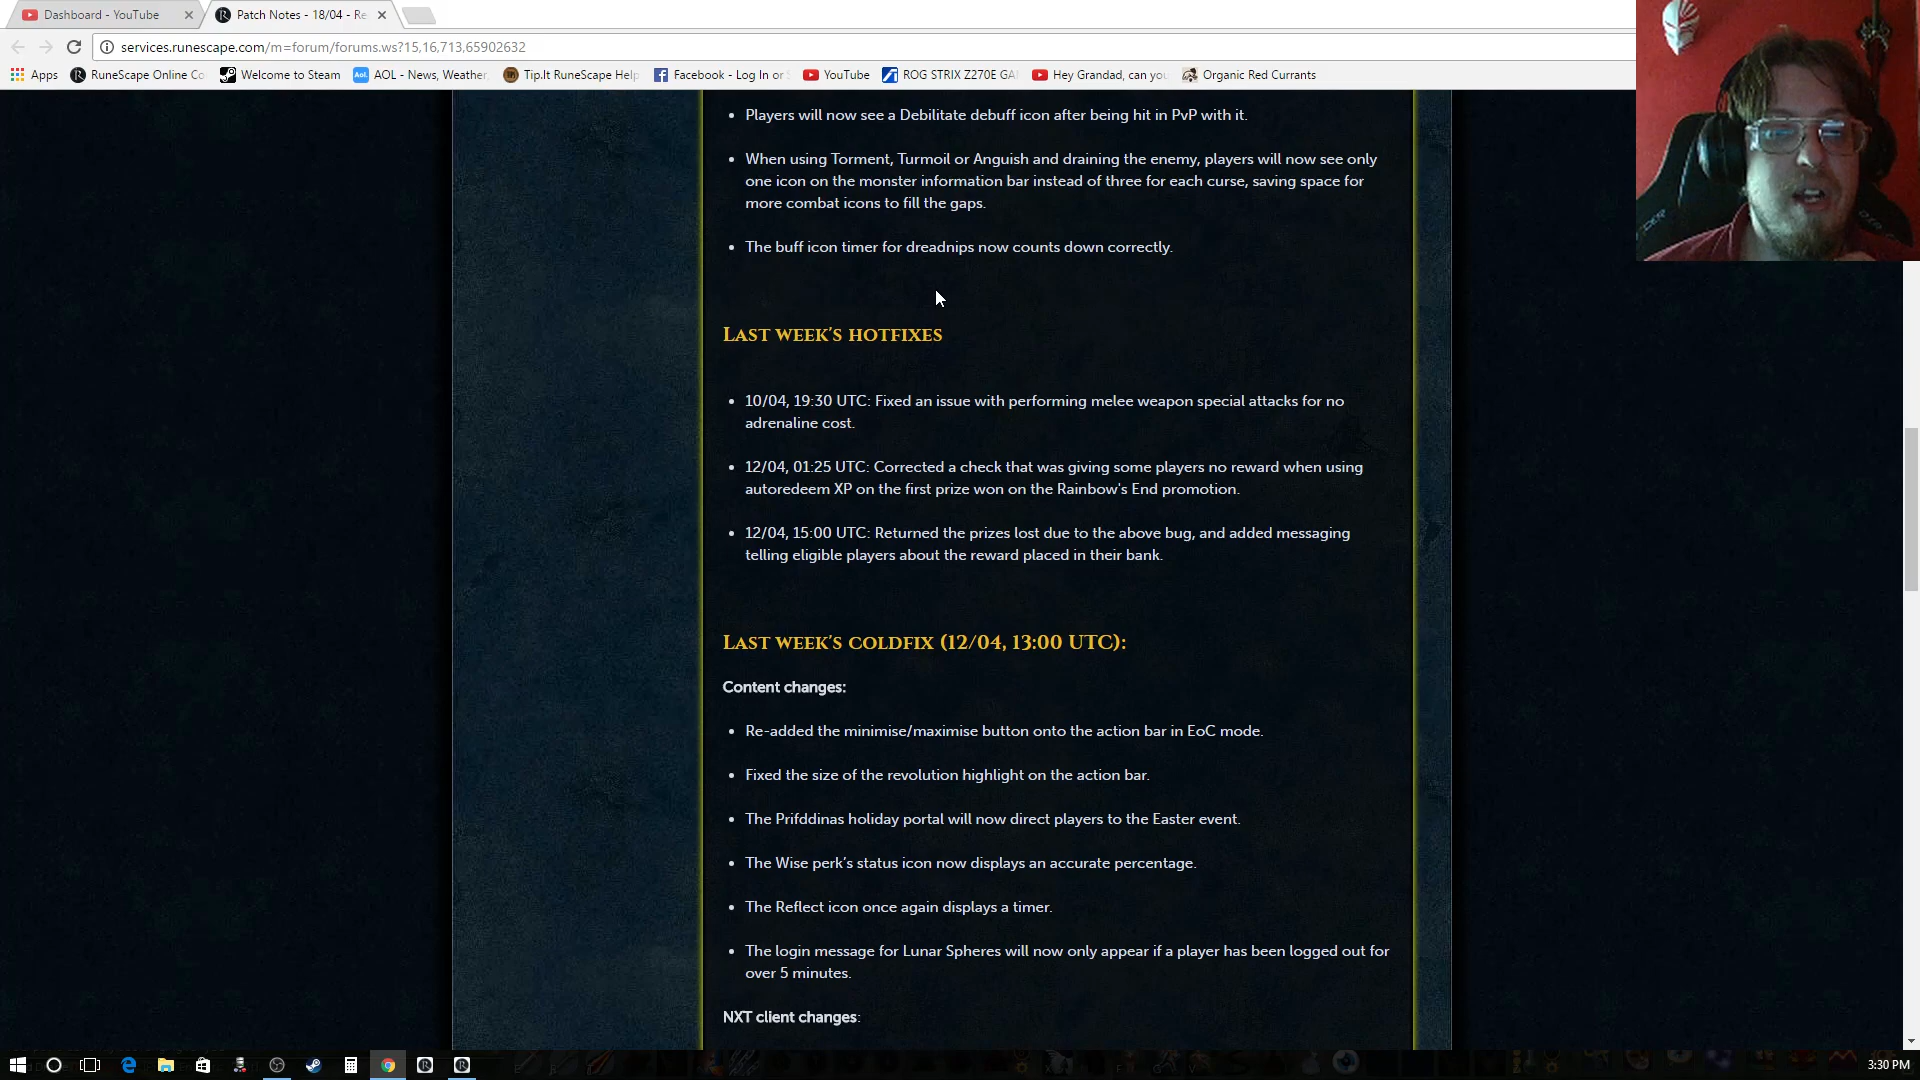 Dashboard - YouTube
Patch Notes - 18/04 - Re
services.runescape.com/m=forum/forums.ws?15,16,713,65902632
Apps
RuneScape Online Co
Welcome to Steam
AOL - News, Weather,
Tip.It RuneScape Help
Facebook - Log In or
YouTube
ROG STRIX Z270E GA
Hey Grandad, can you
Organic Red Currants
• Players will now see a Debilitate debuff icon after being hit in PvP with it.
• When using Torment, Turmoil or Anguish and draining the enemy, players will now see only
one icon on the monster information bar instead of three for each curse, saving space for
more combat icons to fill the gaps.
• The buff icon timer for dreadnips now counts down correctly.
Last week's hotfixes
• 10/04, 19:30 UTC: Fixed an issue with performing melee weapon special attacks for no
adrenaline cost.
• 12/04, 01:25 UTC: Corrected a check that was giving some players no reward when using
autoredeem XP on the first prize won on the Rainbow's End promotion.
• 12/04, 15:00 UTC: Returned the prizes lost due to the above bug, and added messaging
telling eligible players about the reward placed in their bank.
Last week's coldfix (12/04, 13:00 UTC):
Content changes:
• Re-added the minimise/maximise button onto the action bar in EoC mode.
• Fixed the size of the revolution highlight on the action bar.
• The Prifddinas holiday portal will now direct players to the Easter event.
• The Wise perk’s status icon now displays an accurate percentage.
• The Reflect icon once again displays a timer.
• The login message for Lunar Spheres will now only appear if a player has been logged out for
over 5 minutes.
NXT client changes:
3:30 PM